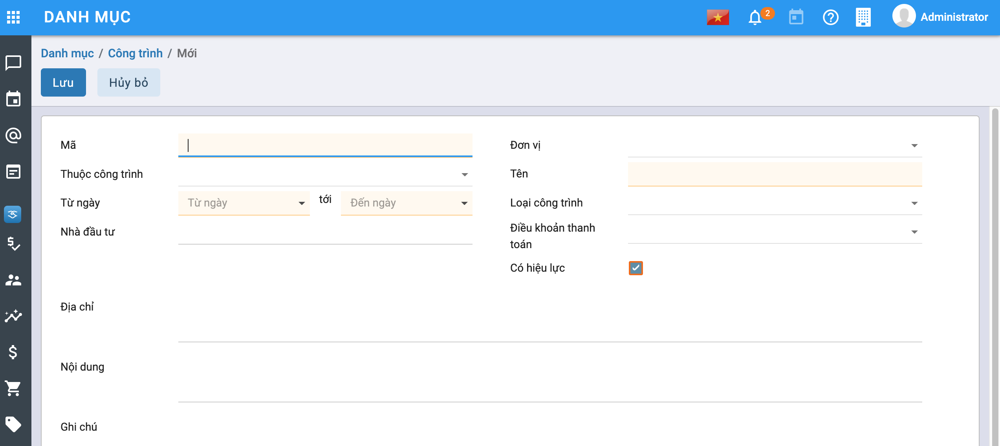 DANH MỤC
2
Administrator
Danh mục / Công trình / Mới
Lưu
Hủy bỏ
Mã
Đơn vị
Thuộc công trình
Tên
Từ ngày
Từ ngày
tới
Đến ngày
Loại công trình
Nhà đầu tư
Điều khoản thanh
toán
Có hiệu lực
Địa chỉ
Nội dung
Ghi chú